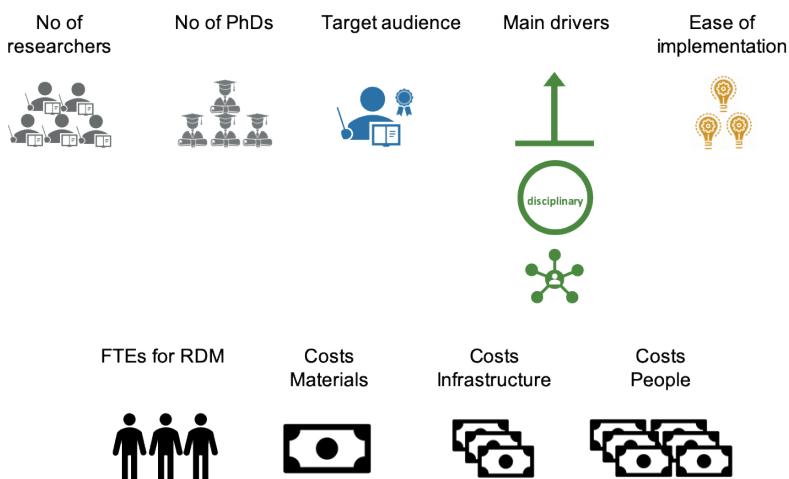 No of
researchers
No of PhDs
Target audience
Main drivers
Ease of
implementation
disciplinary
FTEs for RDM
Costs
Materials
Costs
Infrastructure
Costs
People